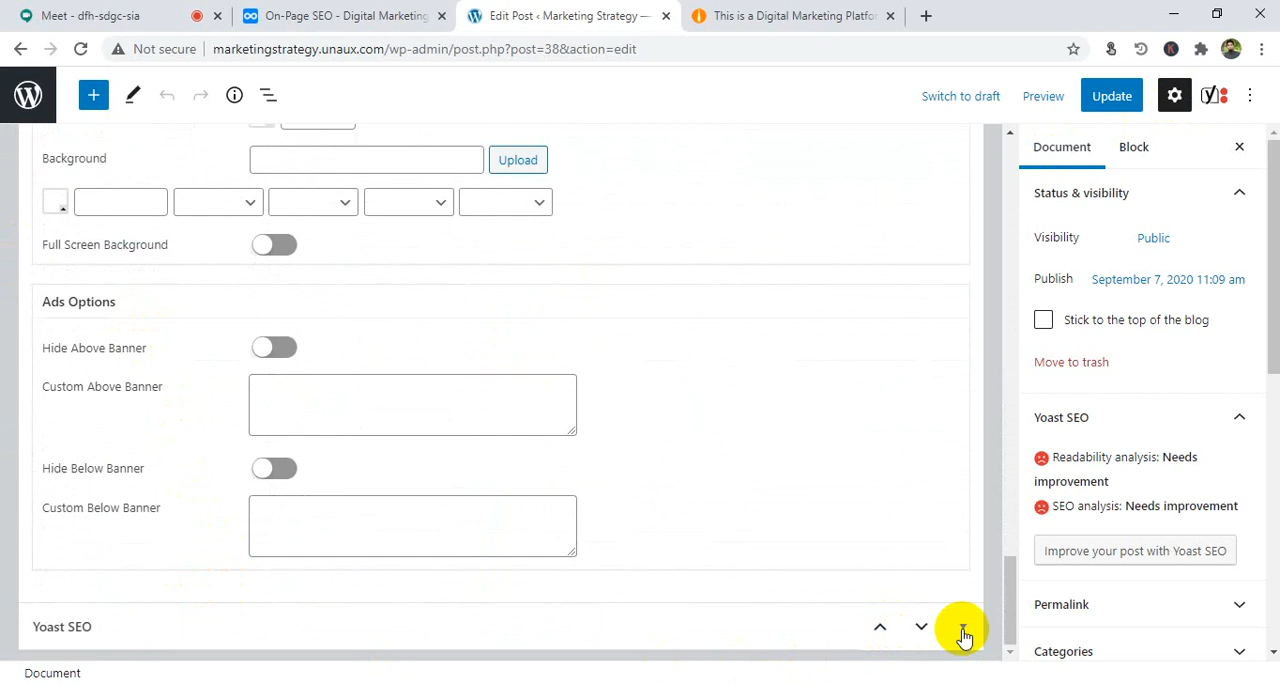 Meet - dfh-sdgc-sia
On-Page SEO - Digital Marketing
Edit Post ‹ Marketing Strategy —
This is a Digital Marketing Platfo
Not secure
marketingstrategy.unaux.com/wp-admin/post.php?post=38&action=edit
K
Switch to draft
Preview
Update
Document
Block
Background
Upload
Status & visibility
Visibility
Public
Full Screen Background
Publish
September 7, 2020 11:09 am
Ads Options
Stick to the top of the blog
Hide Above Banner
Move to trash
Custom Above Banner
Yoast SEO
Readability analysis: Needs
improvement
Hide Below Banner
SEO analysis: Needs improvement
Custom Below Banner
Improve your post with Yoast SEO
Permalink
Yoast SEO
Categories
Document